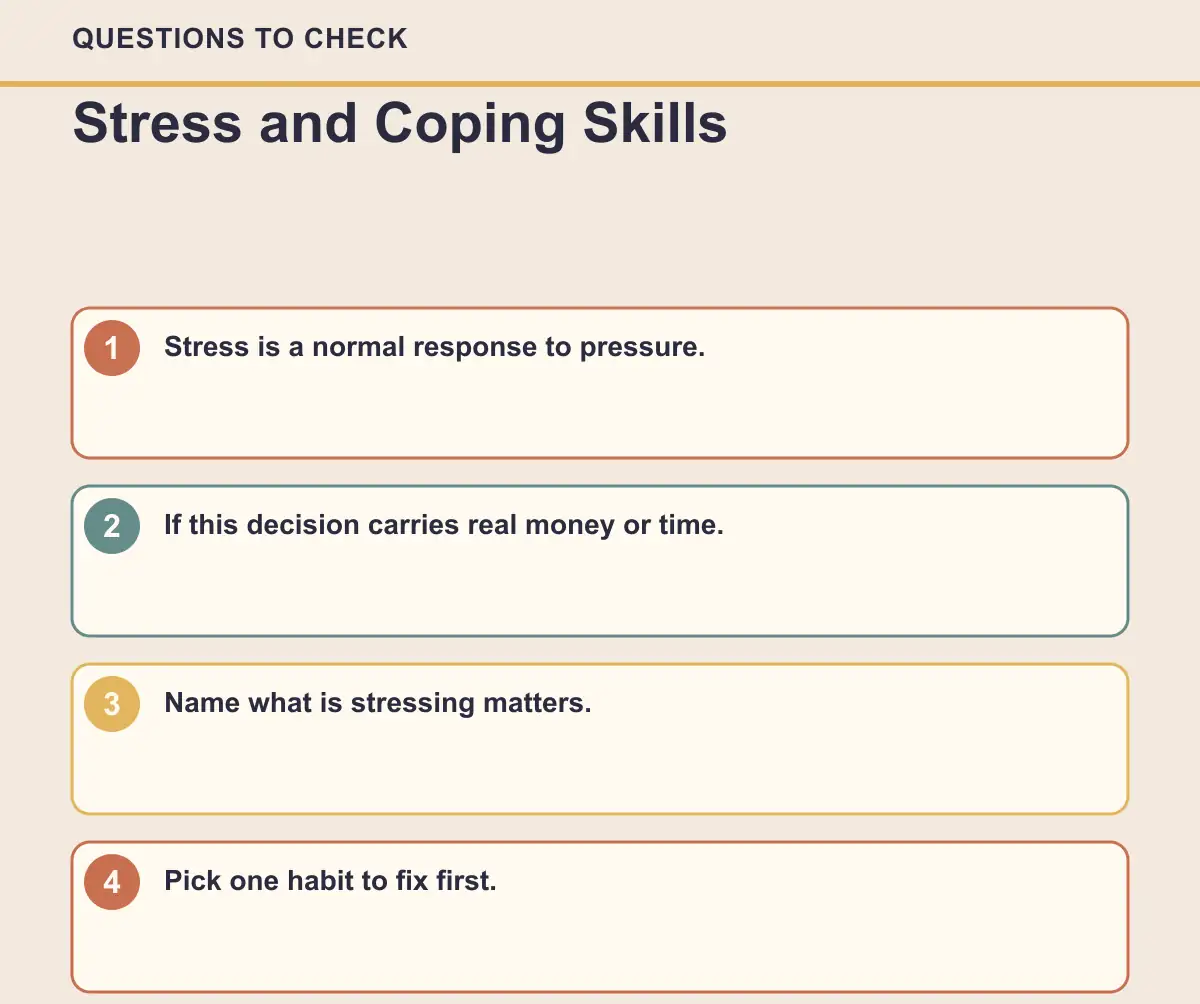 QUESTIONS TO CHECK
Stress and Coping Skills
1 Stress is a normal response to pressure.
2 If this decision carries real money or time.
3 Name what is stressing matters.
4 Pick one habit to fix first.